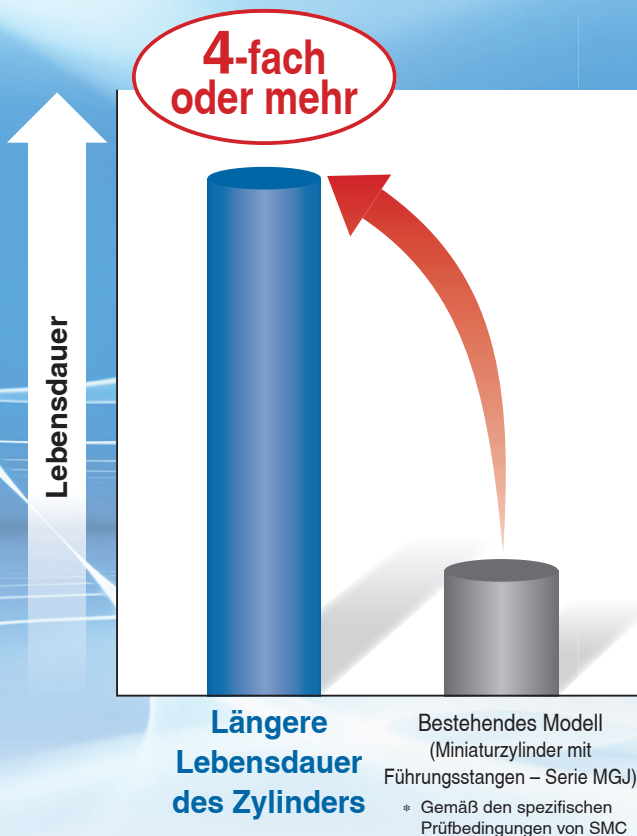 4-fach
oder mehr
Lebensdauer
Längere
Lebensdauer
des Zylinders
Bestehendes Modell
(Miniaturzylinder mit
Führungsstangen – Serie MGJ)
* Gemäß den spezifischen
Prüfbedingungen von SMC